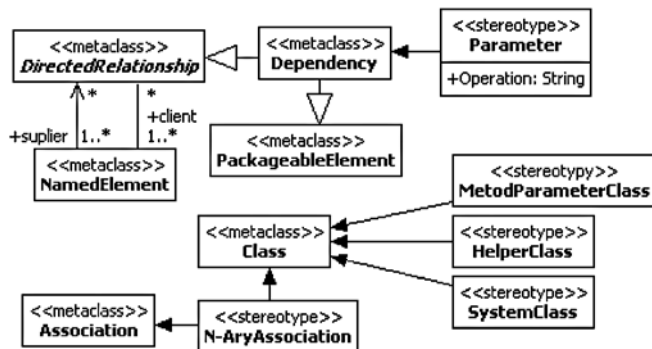 <<metaclass>>
DirectedRelationship
<<metaclass>>
Dependency
<<stereotype>>
Parameter
+Operation: String
*
*
+client
+suplier
1..*
1..*
<<metaclass>>
NamedElement
<<metaclass>>
PackageableElement
<<stereotypy>>
MetodParameterClass
<<metaclass>>
Class
<<stereotype>>
HelperClass
<<stereotype>>
SystemClass
<<metaclass>>
Association
<<stereotype>>
N-AryAssociation